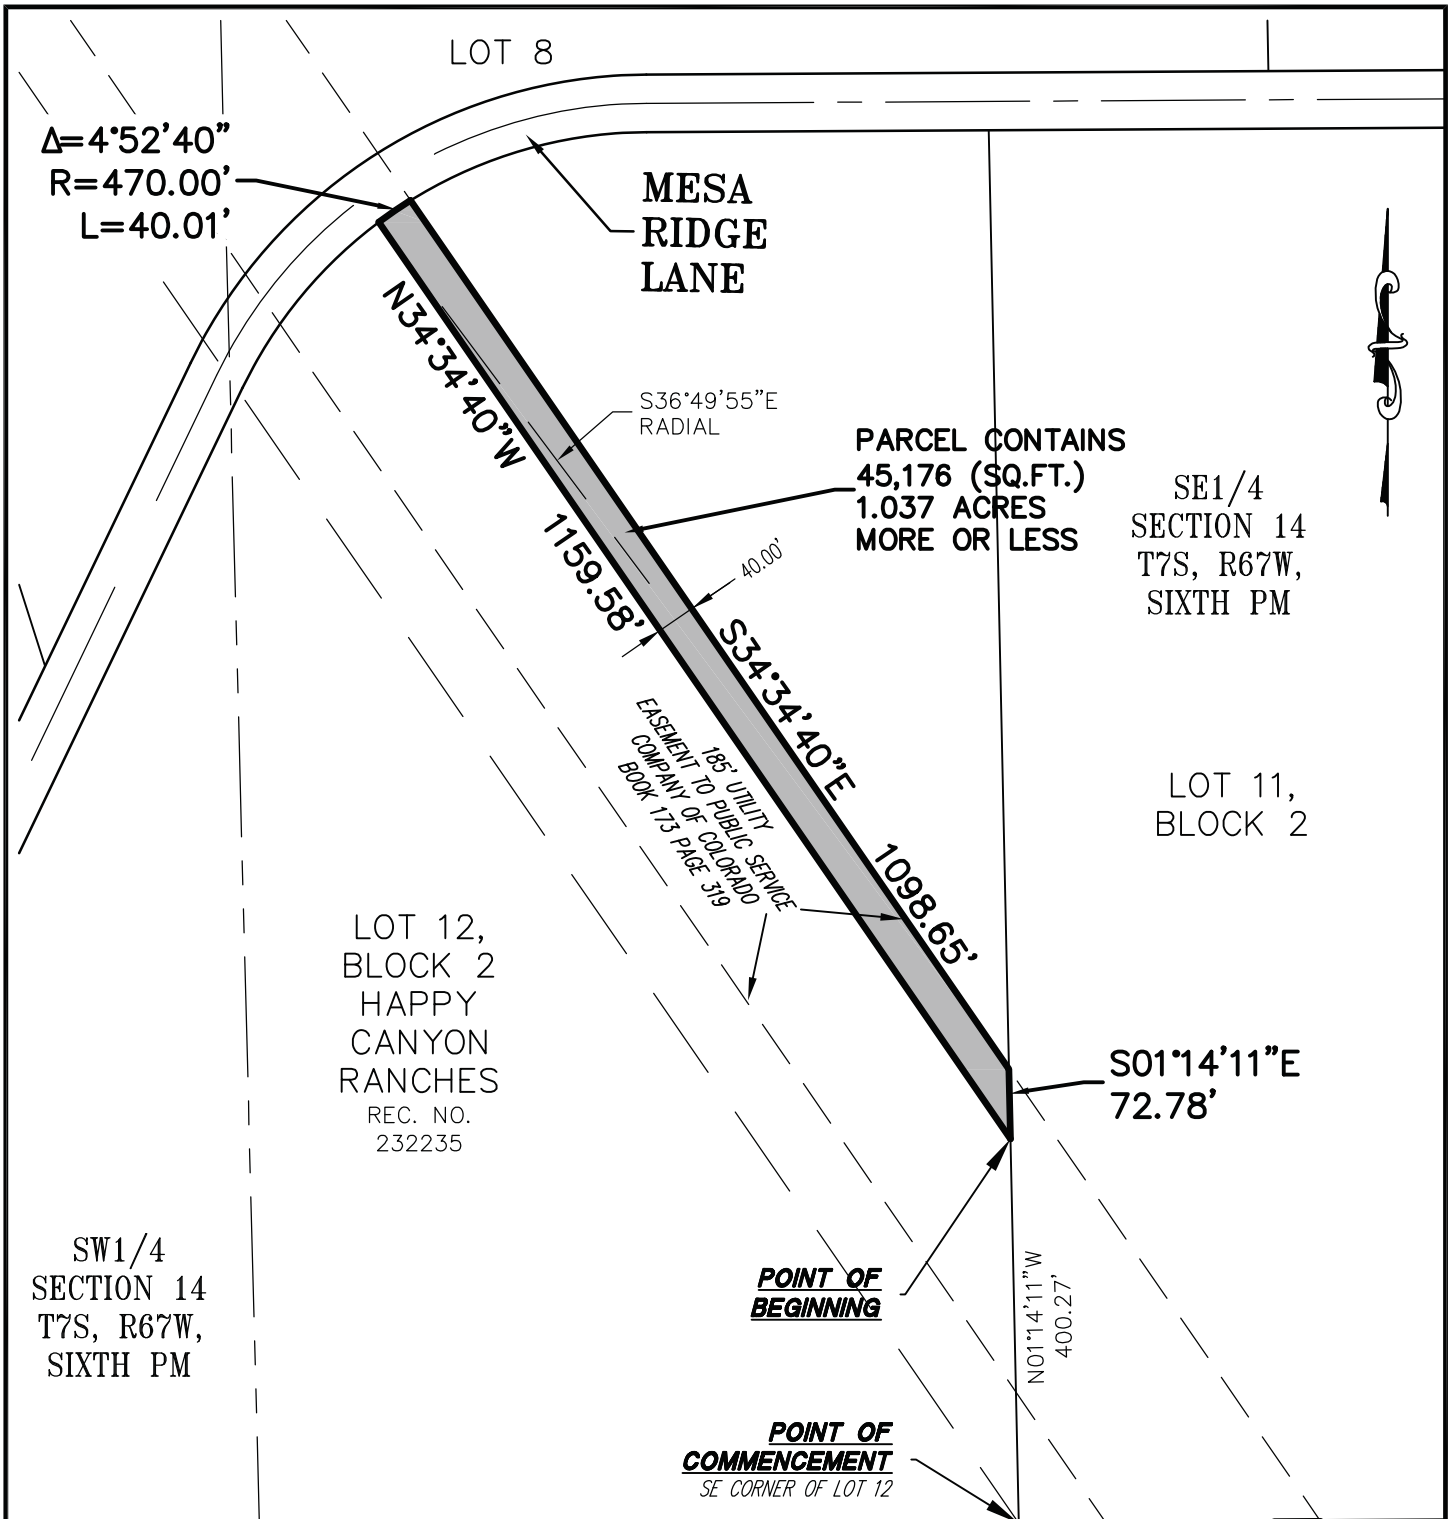 LOT 8
Δ=4°52'40"
R=470.00'
L=40.01'
MESA
RIDGE
LANE
N34°34'40"W
1159.58'
S36°49'55"E
RADIAL
PARCEL CONTAINS
45,176 (SQ.FT.)
1.037 ACRES
MORE OR LESS
SE1/4
SECTION 14
T7S, R67W,
SIXTH PM
40.00'
S34°34'40"E
1098.65'
185' UTILITY
EASEMENT TO PUBLIC SERVICE
COMPANY OF COLORADO
BOOK 173 PAGE 319
LOT 11,
BLOCK 2
LOT 12,
BLOCK 2
HAPPY
CANYON
RANCHES
REC. NO.
232235
S01°14'11"E
72.78'
SW1/4
SECTION 14
T7S, R67W,
SIXTH PM
POINT OF
BEGINNING
N01°14'11"W
400.27'
POINT OF
COMMENCEMENT
SE CORNER OF LOT 12